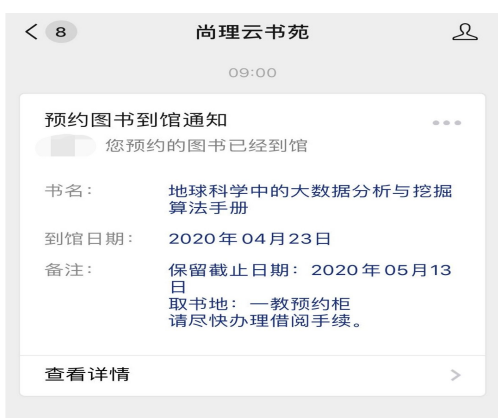 8
尚理云书苑
09:00
预约图书到馆通知
您预约的图书已经到馆
书名:
地球科学中的大数据分析与挖掘
算法手册
到馆日期:
2020年04月23日
备注:
保留截止日期:2020年05月13
日
取书地:一教预约柜
请尽快办理借阅手续。
查看详情